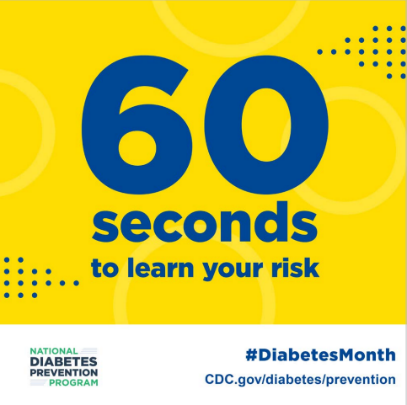 60
seconds
to learn your risk
NATIONAL
DIABETES
PREVENTION
PROGRAM
#DiabetesMonth
CDC.gov/diabetes/prevention